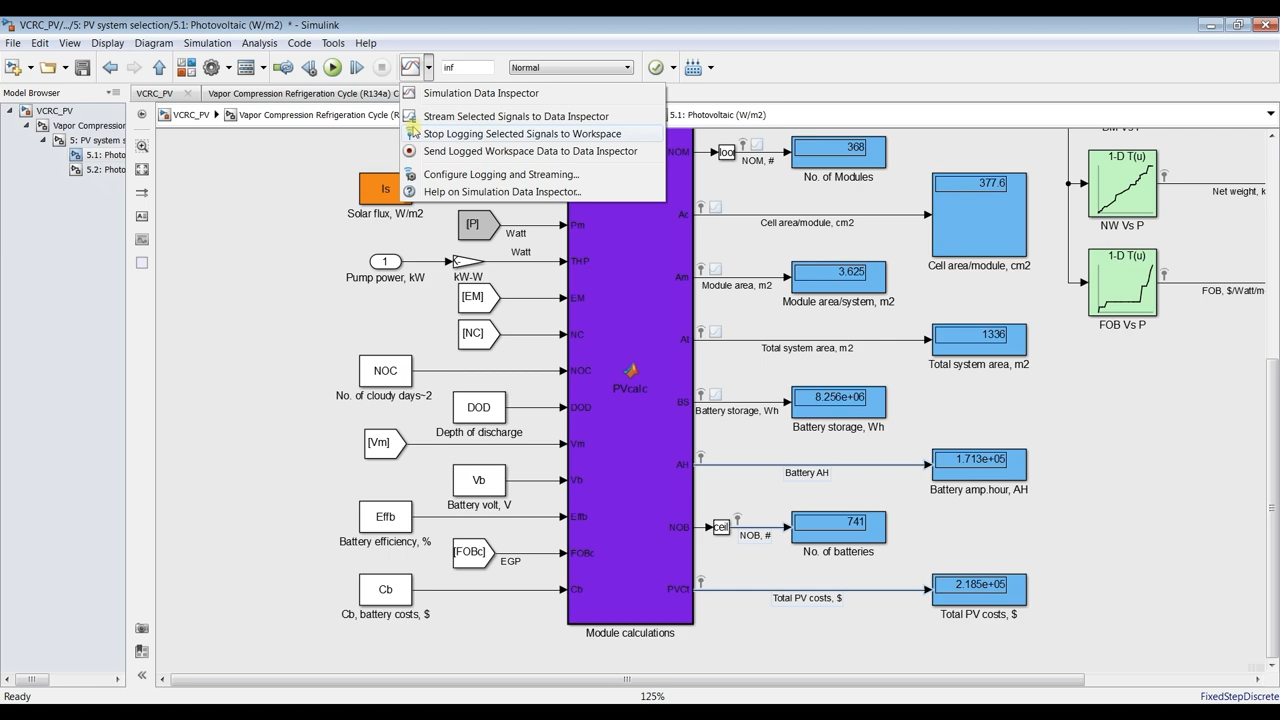 VCRC_PV/.../5: PV system selection/5.1: Photovoltaic (W/m2) * - Simulink
File Edit View Display Diagram Simulation Analysis Code Tools Help
inf Normal
Model Browser
VCRC_PV
Vapor Compression Refrigeration Cycle (R134a) C
VCRC_PV
Vapor Compression Refrigeration Cycle (R
5.1: Photovoltaic (W/m2)
VCRC_PV
Vapor Compression
5: PV system s
5.1: Photo
5.2: Photo
Simulation Data Inspector
Stream Selected Signals to Data Inspector
Stop Logging Selected Signals to Workspace
Send Logged Workspace Data to Data Inspector
Configure Logging and Streaming...
Help on Simulation Data Inspector...
Is
Solar flux, W/m2
[P]
Watt
1
Pump power, kW
kW-W
Watt
[EM]
[NC]
NOC
No. of cloudy days~2
DOD
Depth of discharge
[Vm]
Vb
Battery volt, V
Effb
Battery efficiency, %
[FOBc]
EGP
Cb
Cb, battery costs, $
Pm
THP
EM
NC
NOC
DOD
Vm
Vb
Effb
FOBc
Cb
PVcalc
NOM
Ac
Am
At
BS
AH
NOB
PVCt
Module calculations
NOM, #
368
No. of Modules
Cell area/module, cm2
377.6
Cell area/module, cm2
Module area, m2
3.625
Module area/system, m2
Total system area, m2
1336
Total system area, m2
Battery storage, Wh
8.256e+06
Battery storage, Wh
Battery AH
1.713e+05
Battery amp.hour, AH
ceil
NOB, #
741
No. of batteries
Total PV costs, $
2.185e+05
Total PV costs, $
1-D T(u)
NW Vs P
Net weight, k
1-D T(u)
FOB Vs P
FOB, $/Watt/m
Ready
125%
FixedStepDiscrete